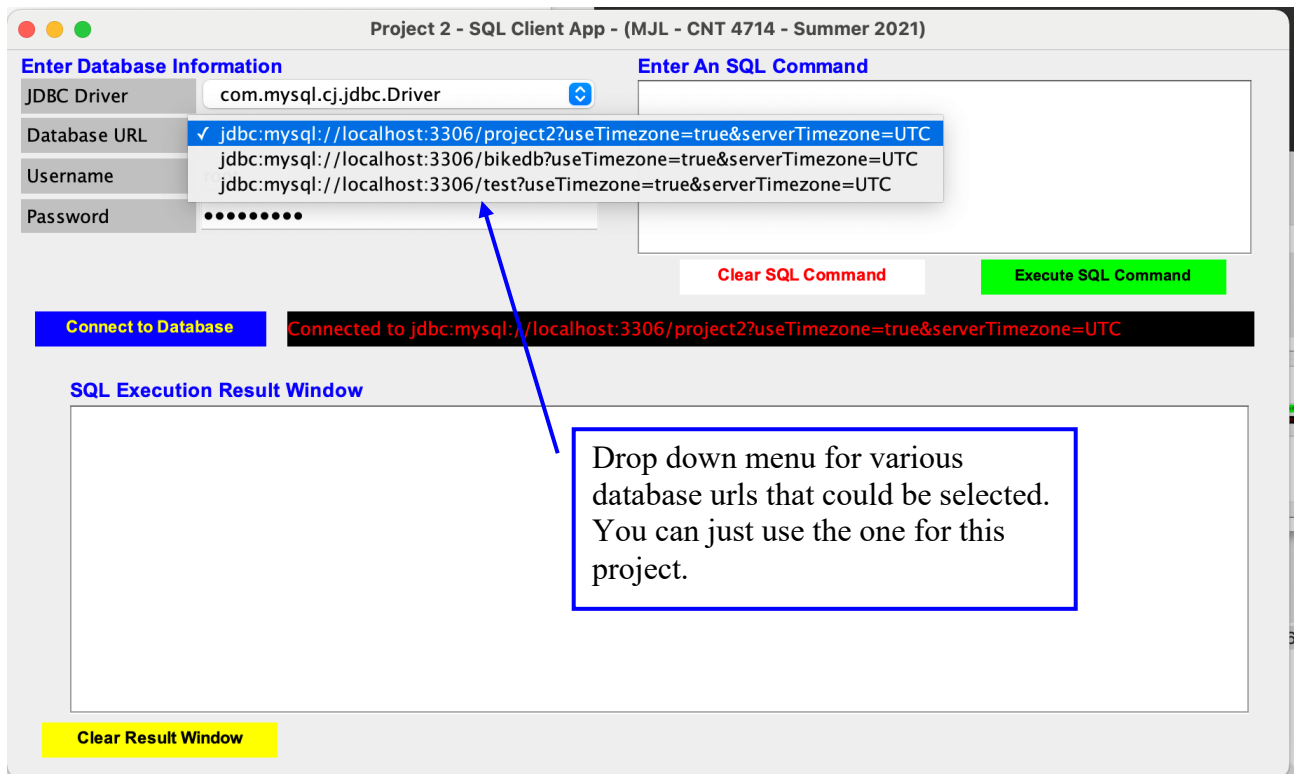 Project 2 - SQL Client App - (MJL - CNT 4714 - Summer 2021)
Enter Database Information
Enter An SQL Command
JDBC Driver
com.mysql.cj.jdbc.Driver
Database URL
✓ jdbc:mysql://localhost:3306/project2?useTimezone=true&serverTimezone=UTC
jdbc:mysql://localhost:3306/bikedb?useTimezone=true&serverTimezone=UTC
Username
jdbc:mysql://localhost:3306/test?useTimezone=true&serverTimezone=UTC
Password
•••••••••
Clear SQL Command
Execute SQL Command
Connect to Database
Connected to jdbc:mysql://localhost:3306/project2?useTimezone=true&serverTimezone=UTC
SQL Execution Result Window
Drop down menu for various
database urls that could be selected.
You can just use the one for this
project.
Clear Result Window